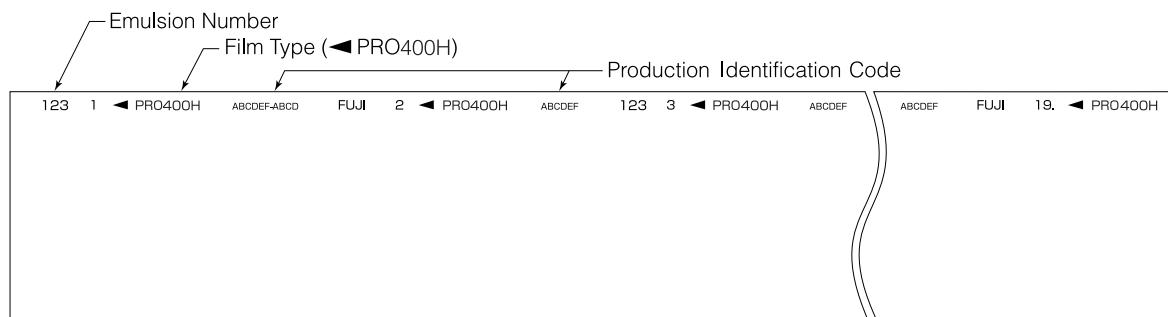 Emulsion Number
Film Type (◀ PRO400H)
Production Identification Code
123 1 ◀ PRO400H ABCDEF-ABCD FUJI 2 ◀ PRO400H ABCDEF 123 3 ◀ PRO400H ABCDEF ABCDEF FUJI 19. ◀ PRO400H